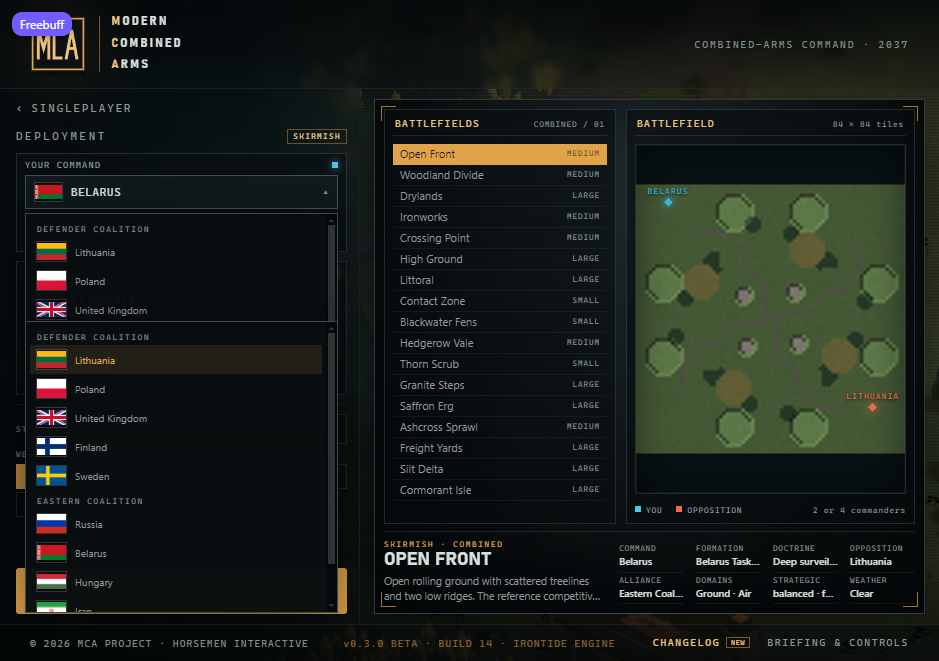 Freebuff
MLA
MODERN
COMBINED
ARMS
COMBINED-ARMS COMMAND · 2037
‹ SINGLEPLAYER
DEPLOYMENT
SKIRMISH
YOUR COMMAND
BELARUS
DEFENDER COALITION
Lithuania
Poland
United Kingdom
DEFENDER COALITION
Lithuania
Poland
United Kingdom
Finland
Sweden
EASTERN COALITION
Russia
Belarus
Hungary
Iran
BATTLEFIELDS
COMBINED / 01
Open Front MEDIUM
Woodland Divide MEDIUM
Drylands LARGE
Ironworks MEDIUM
Crossing Point MEDIUM
High Ground LARGE
Littoral LARGE
Contact Zone SMALL
Blackwater Fens SMALL
Hedgerow Vale MEDIUM
Thorn Scrub SMALL
Granite Steps LARGE
Saffron Erg LARGE
Ashcross Sprawl MEDIUM
Freight Yards LARGE
Silt Delta LARGE
Cormorant Isle LARGE
BATTLEFIELD
84 × 84 tiles
BELARUS
LITHUANIA
YOU OPPOSITION 2 or 4 commanders
SKIRMISH · COMBINED
OPEN FRONT
Open rolling ground with scattered treelines
and two low ridges. The reference competitiv...
COMMAND FORMATION DOCTRINE OPPOSITION
Belarus Belarus Task... Deep surveil... Lithuania
ALLIANCE DOMAINS STRATEGIC WEATHER
Eastern Coal... Ground · Air balanced · f... Clear
© 2026 MCA PROJECT · HORSEMEN INTERACTIVE
v0.3.0 BETA · BUILD 14 · IRONTIDE ENGINE
CHANGELOG NEW BRIEFING & CONTROLS